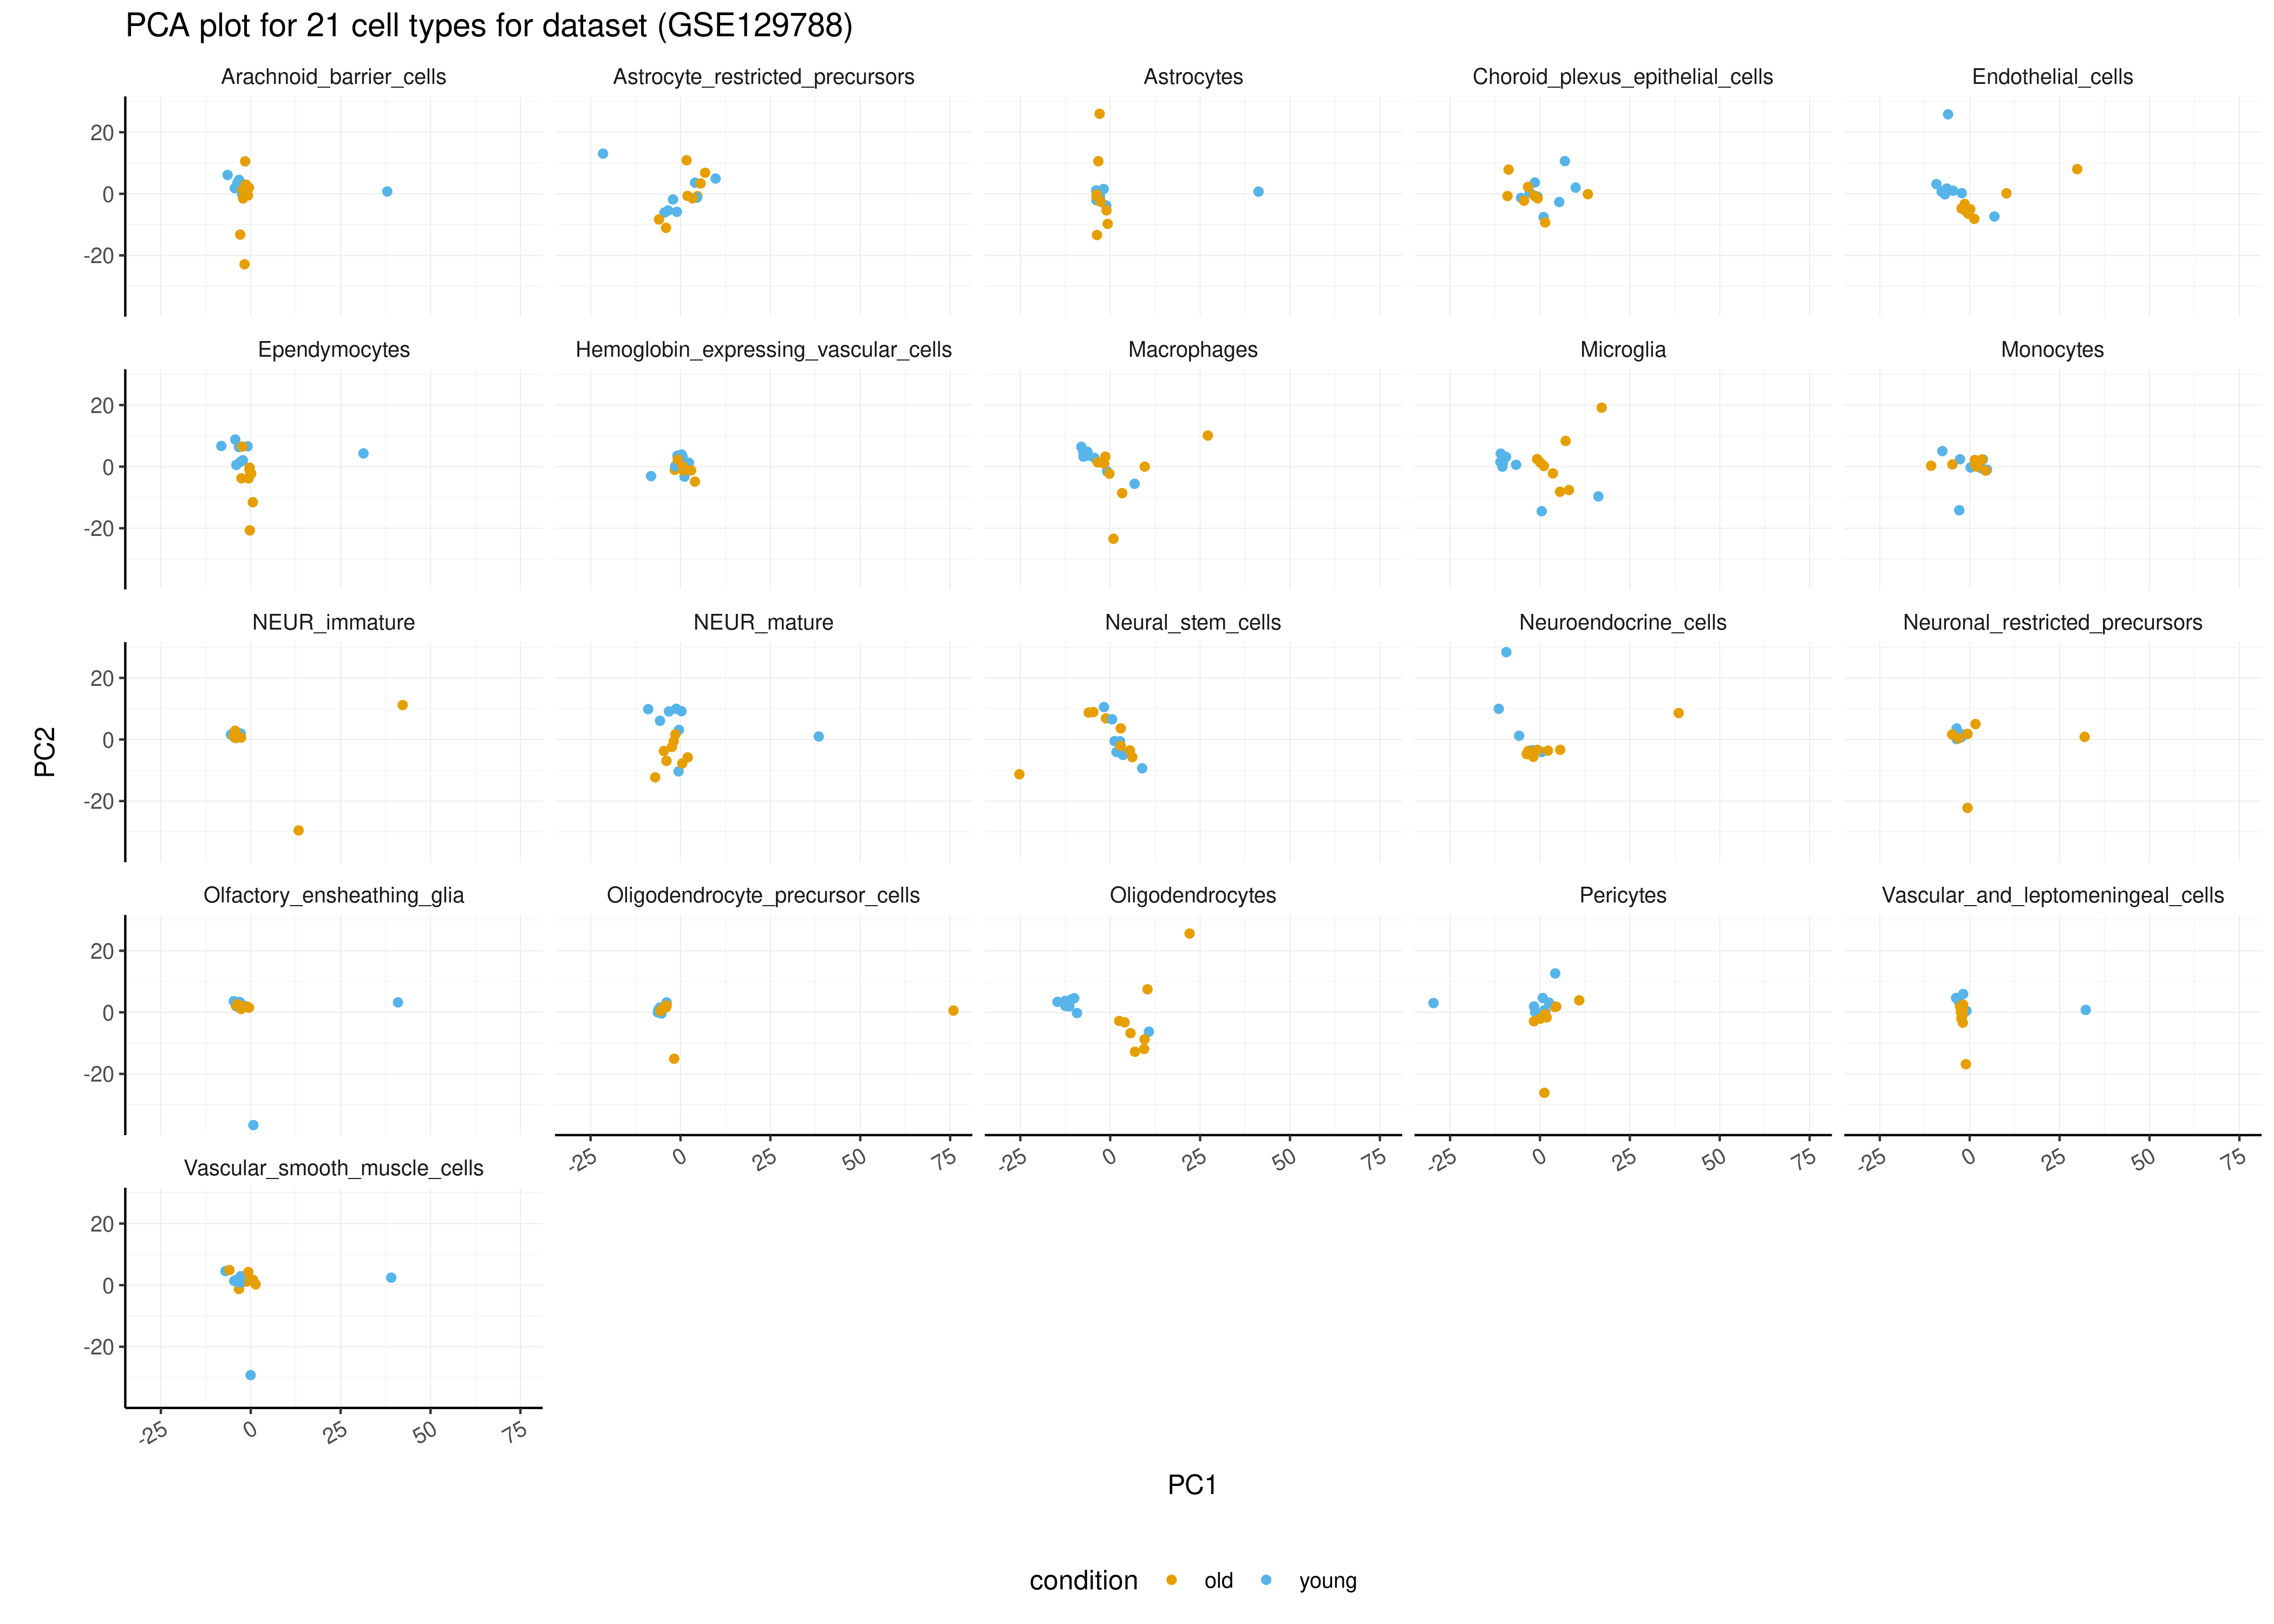 PCA plot for 21 cell types for dataset (GSE129788)
Arachnoid_barrier_cells Astrocyte_restricted_precursors Astrocytes Choroid_plexus_epithelial_cells Endothelial_cells
20
0
-20
Ependymocytes Hemoglobin_expressing_vascular_cells Macrophages Microglia Monocytes
20
0
-20
NEUR_immature NEUR_mature Neural_stem_cells Neuroendocrine_cells Neuronal_restricted_precursors
20
0
-20
PC2
Olfactory_ensheathing_glia Oligodendrocyte_precursor_cells Oligodendrocytes Pericytes Vascular_and_leptomeningeal_cells
20
0
-20
-25 0 25 50 75 -25 0 25 50 75 -25 0 25 50 75 -25 0 25 50 75
Vascular_smooth_muscle_cells
20
0
-20
-25 0 25 50 75
PC1
condition old young